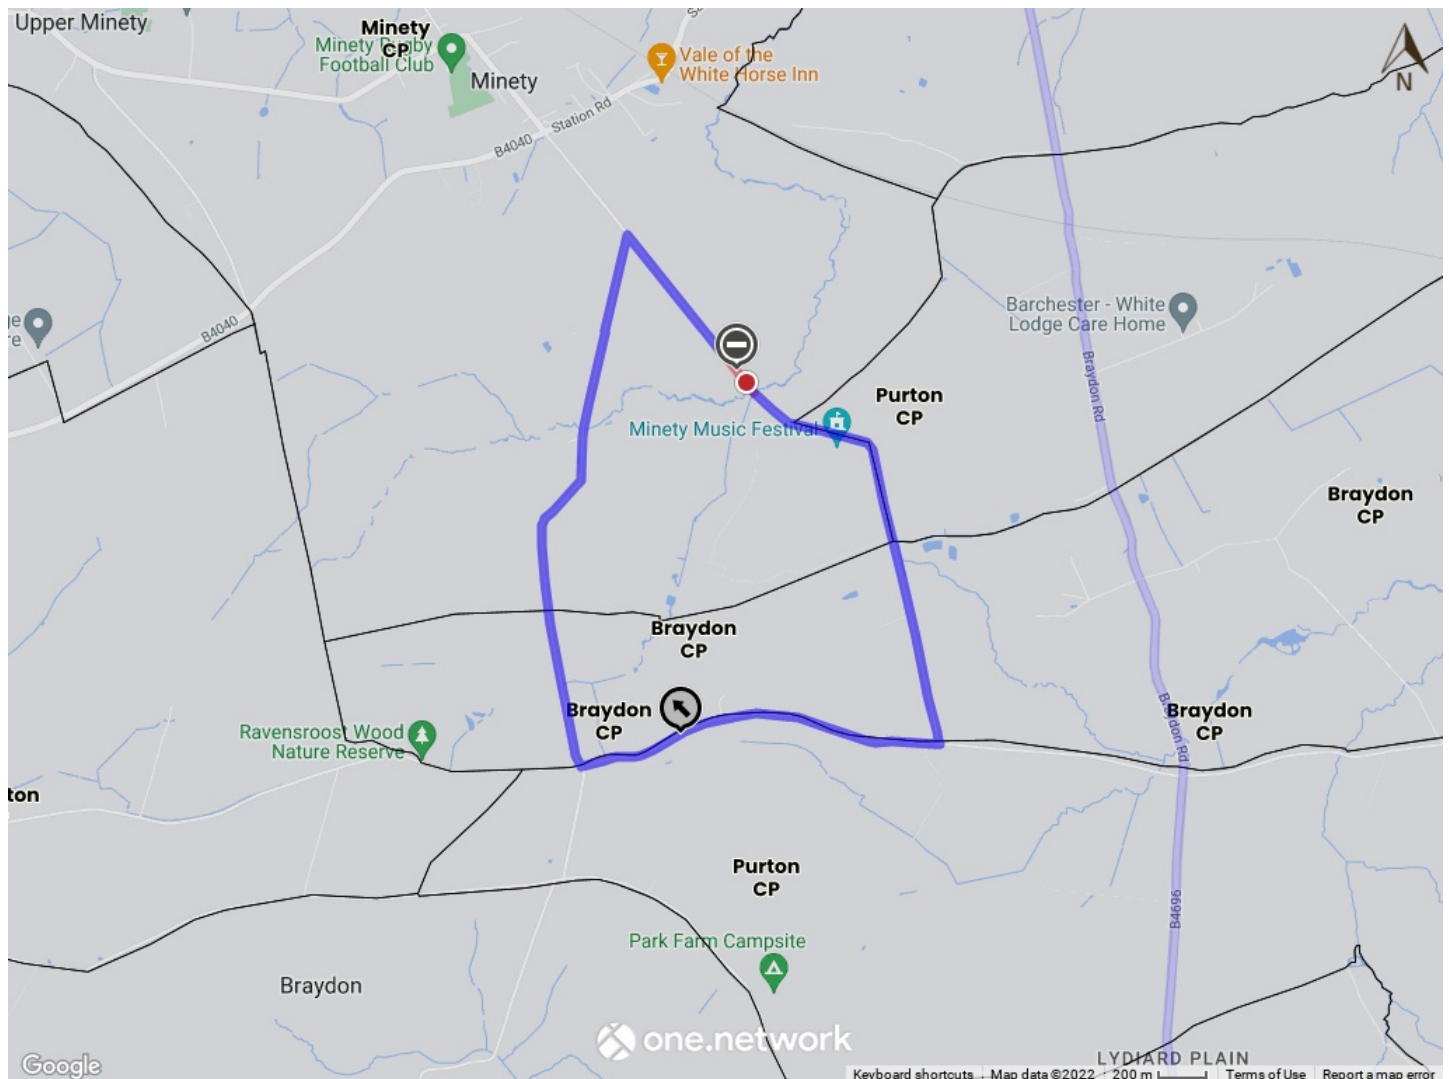 Upper Minety
Minety
CP
Minety Rugby
Football Club
Minety
Vale of the
White Horse Inn
Station Rd
B4040
N
B4040
Barchester - White
Lodge Care Home
Braydon Rd
Purton
CP
Minety Music Festival
Braydon
CP
Braydon
CP
Braydon
CP
Ravensroost Wood
Nature Reserve
Braydon Rd
Braydon
CP
ton
Purton
CP
B4696
Park Farm Campsite
Braydon
one.network
LYDIARD PLAIN
Google
Keyboard shortcuts
Map data ©2022
200 m
Terms of Use
Report a map error